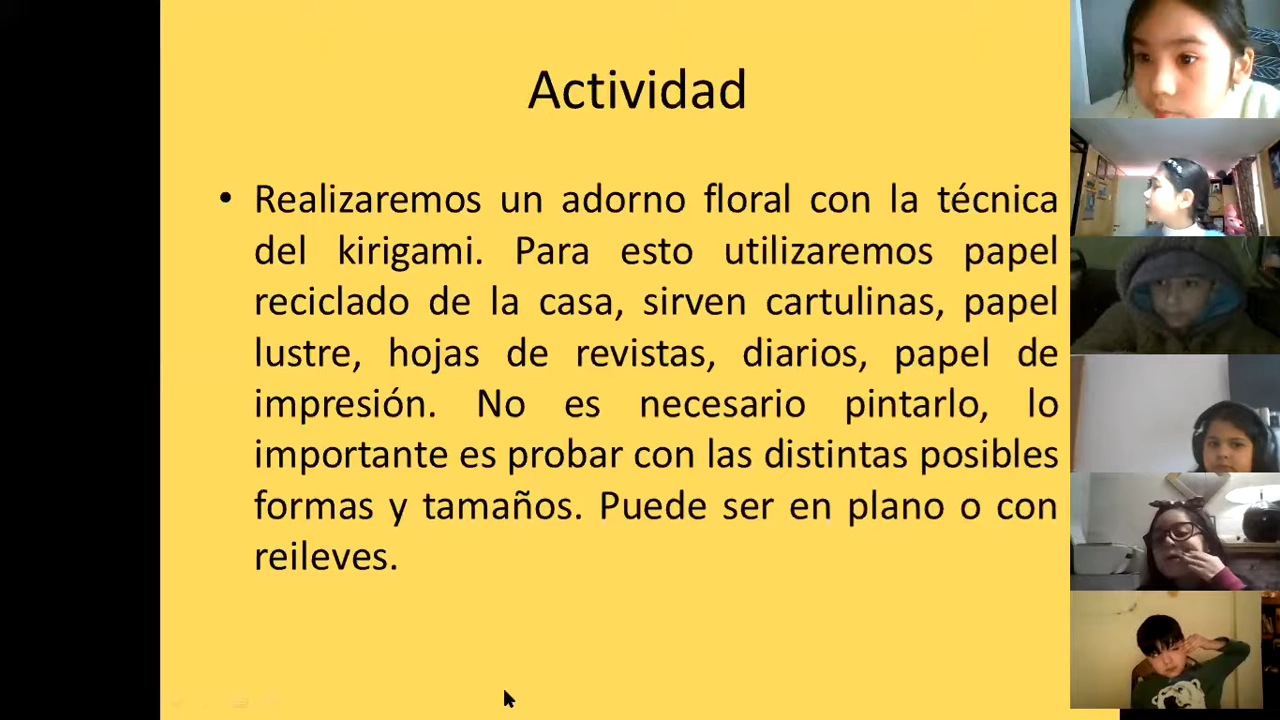 Actividad
• Realizaremos un adorno floral con la técnica
del kirigami. Para esto utilizaremos papel
reciclado de la casa, sirven cartulinas, papel
lustre, hojas de revistas, diarios, papel de
impresión. No es necesario pintarlo, lo
importante es probar con las distintas posibles
formas y tamaños. Puede ser en plano o con
reileves.